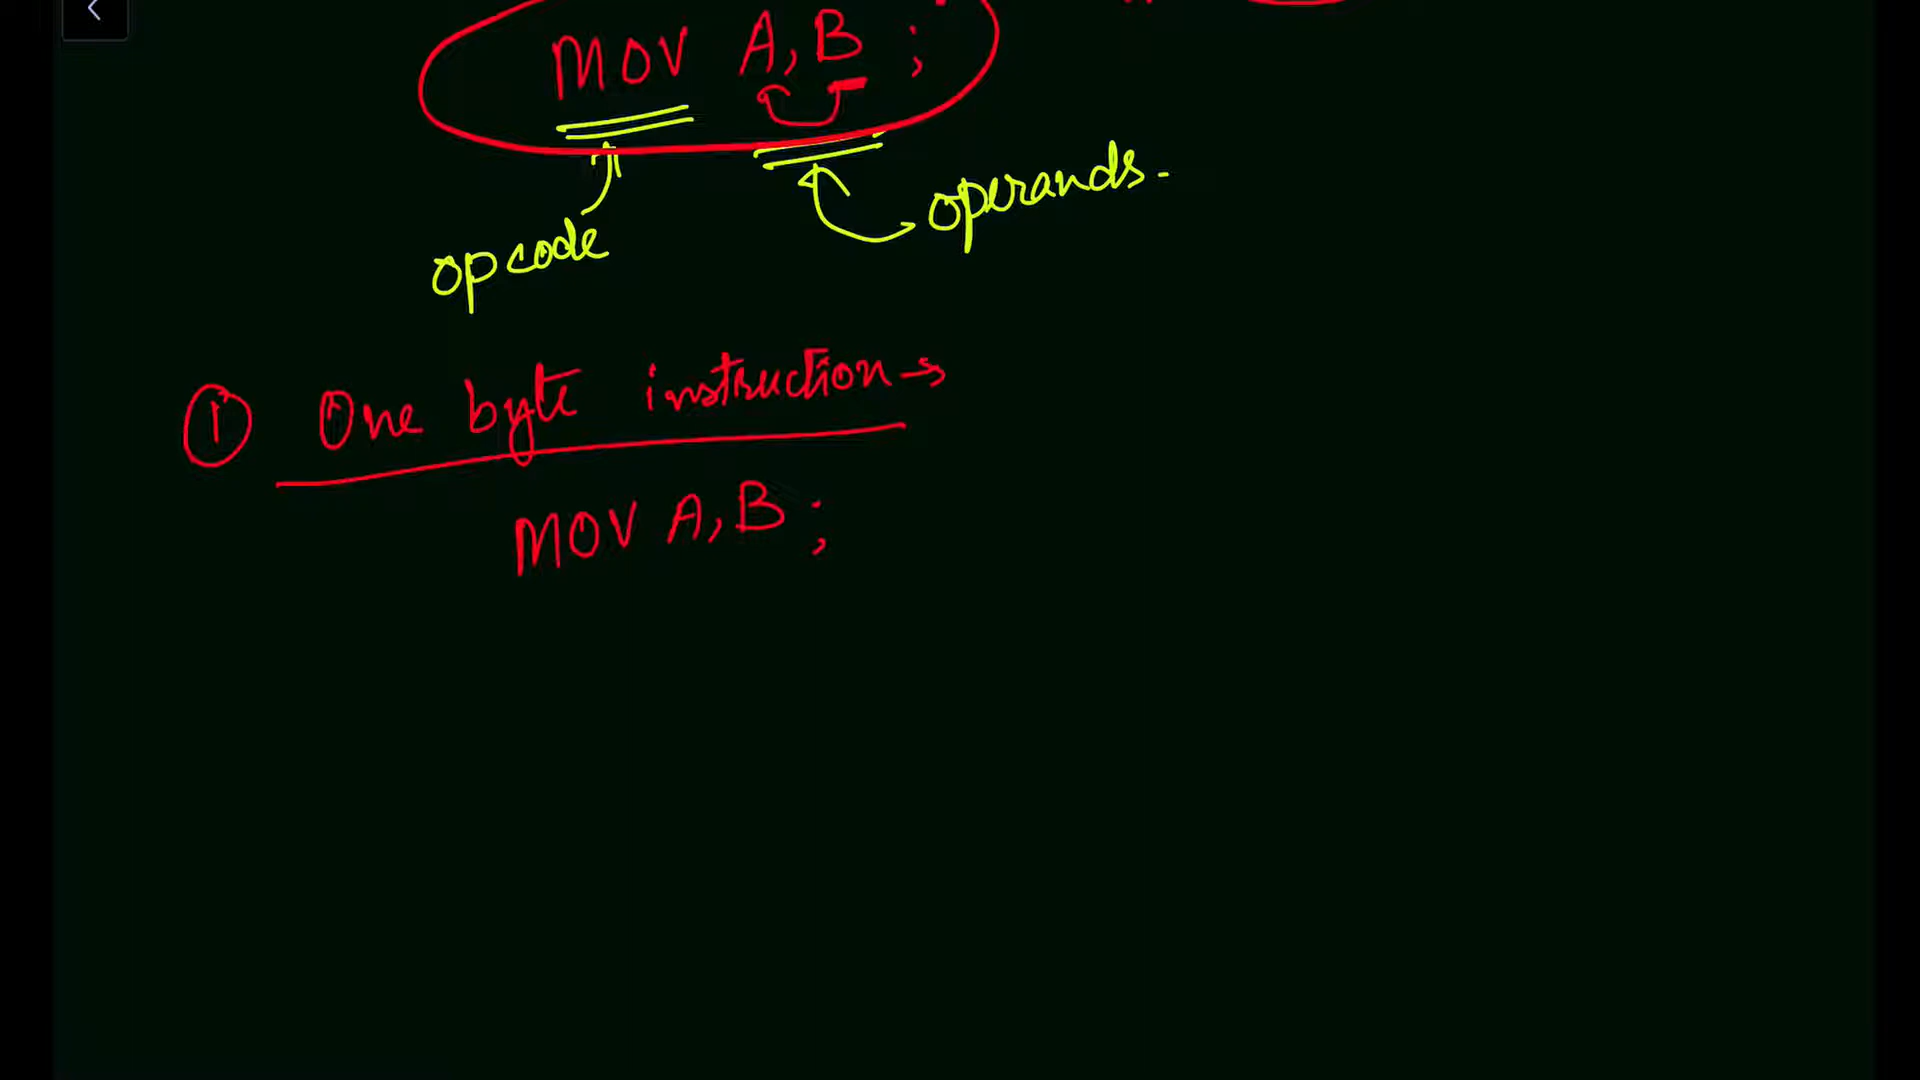 MOV A, B ;
operands.
opcode
① One byte instruction →
MOV A, B ;